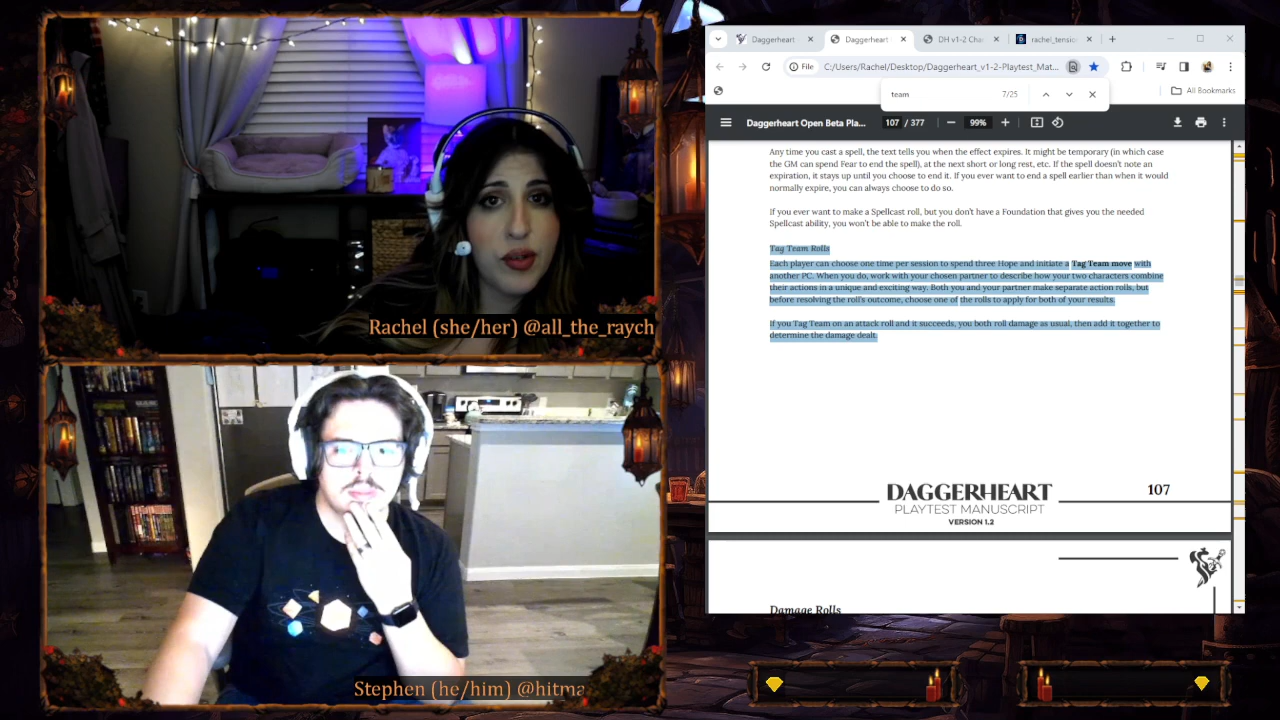 Rachel (she/her) @all_the_raych
Stephen (he/him) @hitma
Daggerheart
Daggerheart
DH v1-2 Cha
rachel_tensio
File
C:/Users/Rachel/Desktop/Daggerheart_v1-2-Playtest_Mat...
team
7/25
All Bookmarks
Daggerheart Open Beta Pla...
107 / 377
99%
Any time you cast a spell, the text tells you when the effect expires. It might be temporary (in which case
the GM can spend Fear to end the spell), at the next short or long rest, etc. If the spell doesn't note an
expiration, it stays up until you choose to end it. If you ever want to end a spell earlier than when it would
normally expire, you can always choose to do so.
If you ever want to make a Spellcast roll, but you don't have a Foundation that gives you the needed
Spellcast ability, you won't be able to make the roll.
Tag Team Rolls
Each player can choose one time per session to spend three Hope and initiate a Tag Team move with
another PC. When you do, work with your chosen partner to describe how your two characters combine
their actions in a unique and exciting way. Both you and your partner make separate action rolls, but
before resolving the roll's outcome, choose one of the rolls to apply for both of your results.
If you Tag Team on an attack roll and it succeeds, you both roll damage as usual, then add it together to
determine the damage dealt.
DAGGERHEART
PLAYTEST MANUSCRIPT
VERSION 1.2
107
Damage Rolls